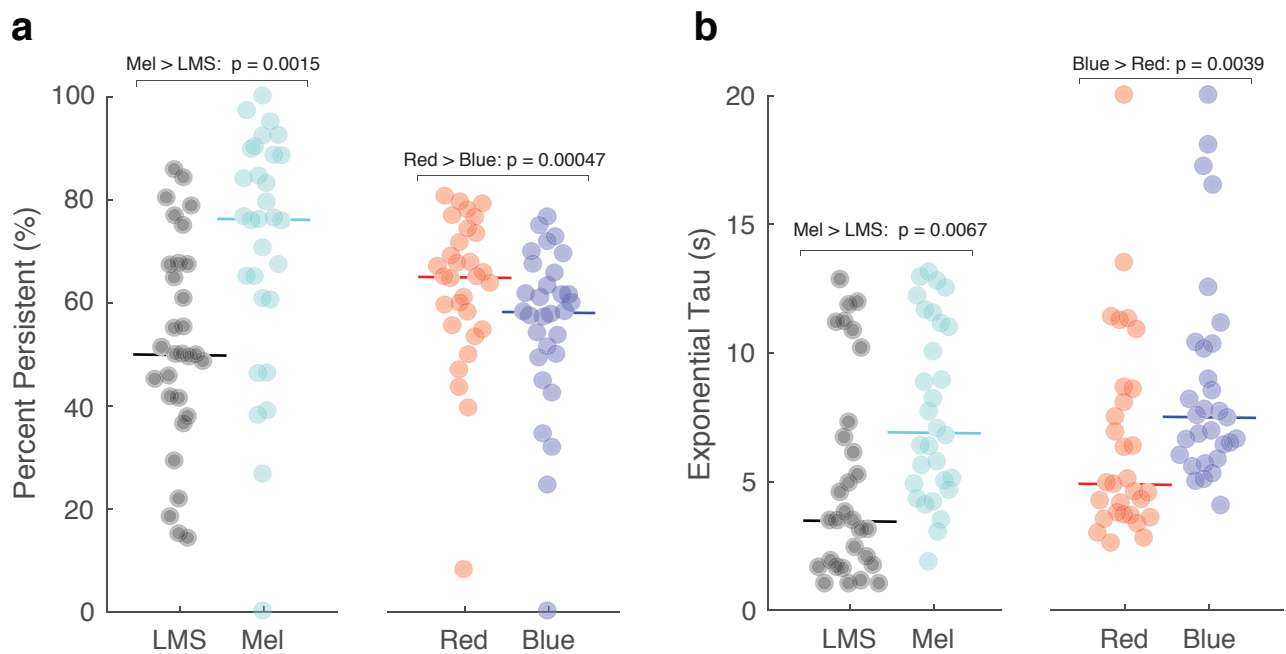 a
Mel > LMS: p = 0.0015
Red > Blue: p = 0.00047
Percent Persistent (%)
100
80
60
40
20
0
LMS Mel Red Blue
b
Blue > Red: p = 0.0039
Mel > LMS: p = 0.0067
Exponential Tau (s)
20
15
10
5
0
LMS Mel Red Blue